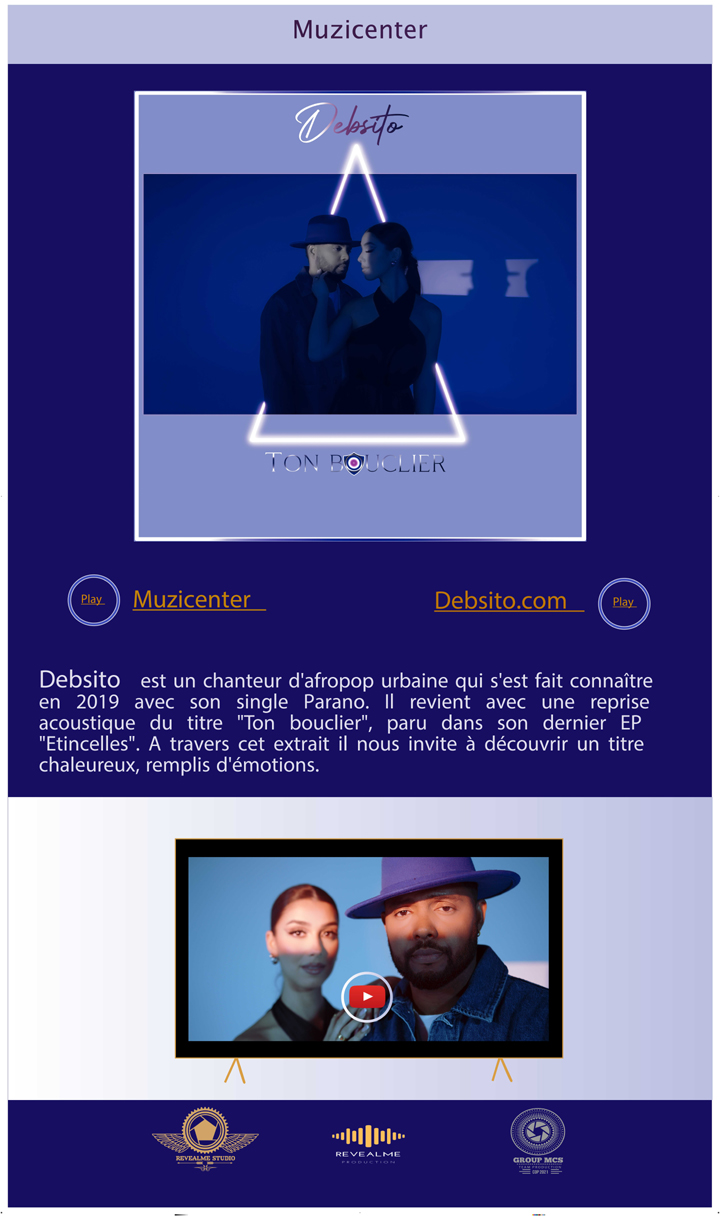 Muzicenter
Debsito
TON BOUCLIER
Play Muzicenter
Debsito.com Play
Debsito est un chanteur d'afropop urbaine qui s'est fait connaître
en 2019 avec son single Parano. Il revient avec une reprise
acoustique du titre "Ton bouclier", paru dans son dernier EP
"Etincelles". A travers cet extrait il nous invite à découvrir un titre
chaleureux, remplis d'émotions.
REVEALME STUDIO
REVEALME
PRODUCTION
GROUP MCS
TEAM PRODUCTION